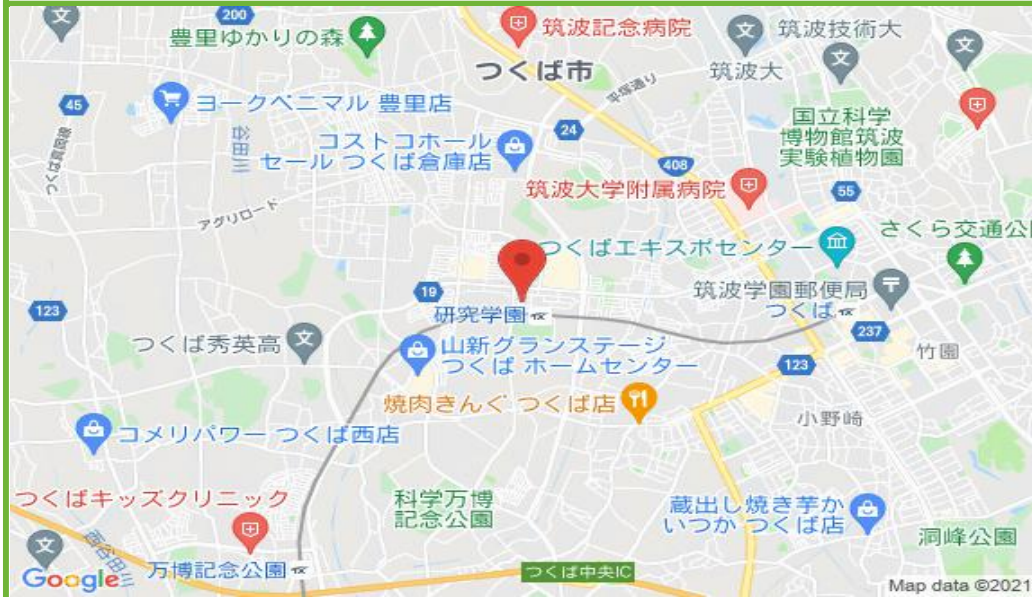 200
筑波記念病院
筑波技術大
豊里ゆかりの森
つくば市
筑波大
平塚通り
45
ヨークベニマル 豊里店
国立科学
博物館筑波
実験植物園
つくば真岡線
谷田川
24
コストコホール
セール つくば倉庫店
408
筑波大学附属病院
55
アグリロード
さくら交通公
つくばエキスポセンター
19
筑波学園郵便局
123
研究学園
つくば
237
つくば秀英高
山新グランステージ
つくば ホームセンター
竹園
123
焼肉きんぐ つくば店
小野崎
コメリパワー つくば西店
つくばキッズクリニック
科学万博
記念公園
蔵出し焼き芋か
いつか つくば店
洞峰公園
西谷田川
万博記念公園
つくば中央IC
Google
Map data ©2021